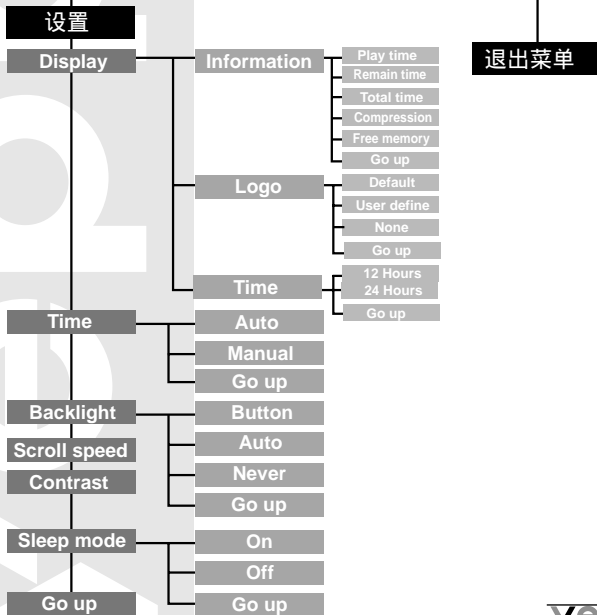 设置
退出菜单
Display
Information
Play time
Remain time
Total time
Compression
Free memory
Go up
Logo
Default
User define
None
Go up
Time
12 Hours
24 Hours
Go up
Time
Auto
Manual
Go up
Backlight
Button
Auto
Never
Go up
Scroll speed
Contrast
Sleep mode
On
Off
Go up
Go up